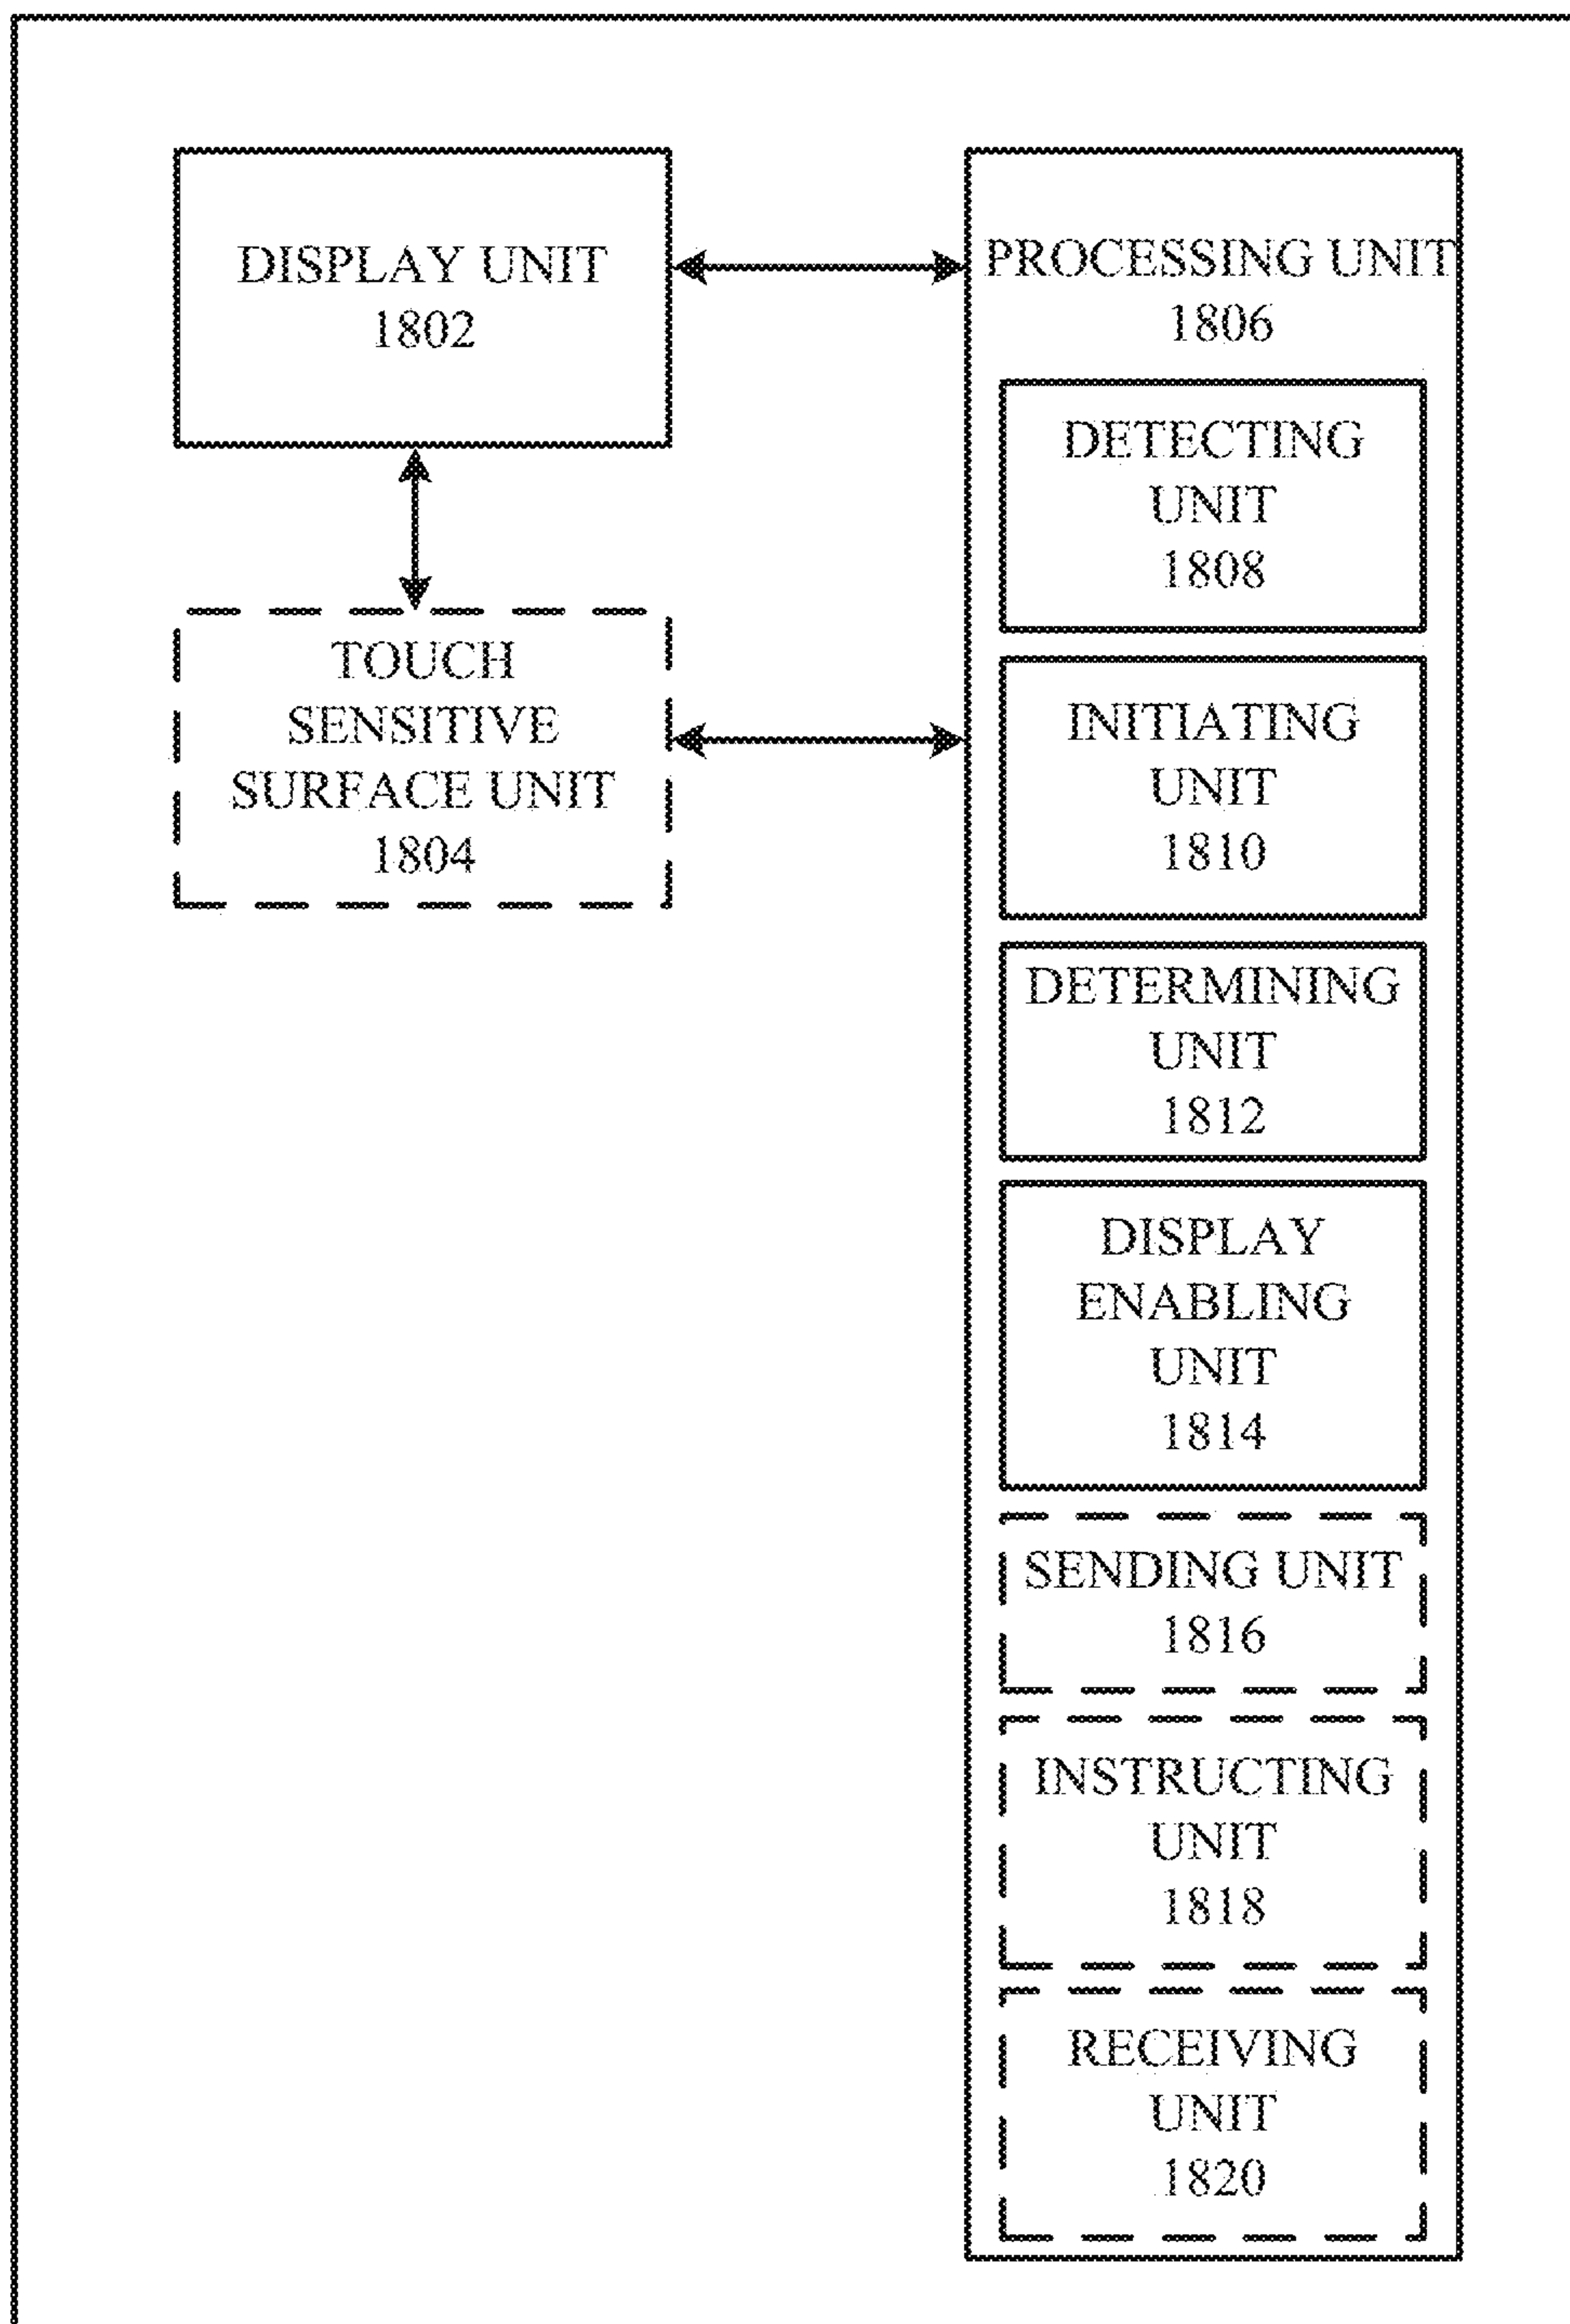 DISPLAY UNIT
1802
TOUCH
SENSITIVE
SURFACE UNIT
1804
PROCESSING UNIT
1806
DETECTING
UNIT
1808
INITIATING
UNIT
1810
DETERMINING
UNIT
1812
DISPLAY
ENABLING
UNIT
1814
SENDING UNIT
1816
INSTRUCTING
UNIT
1818
RECEIVING
UNIT
1820